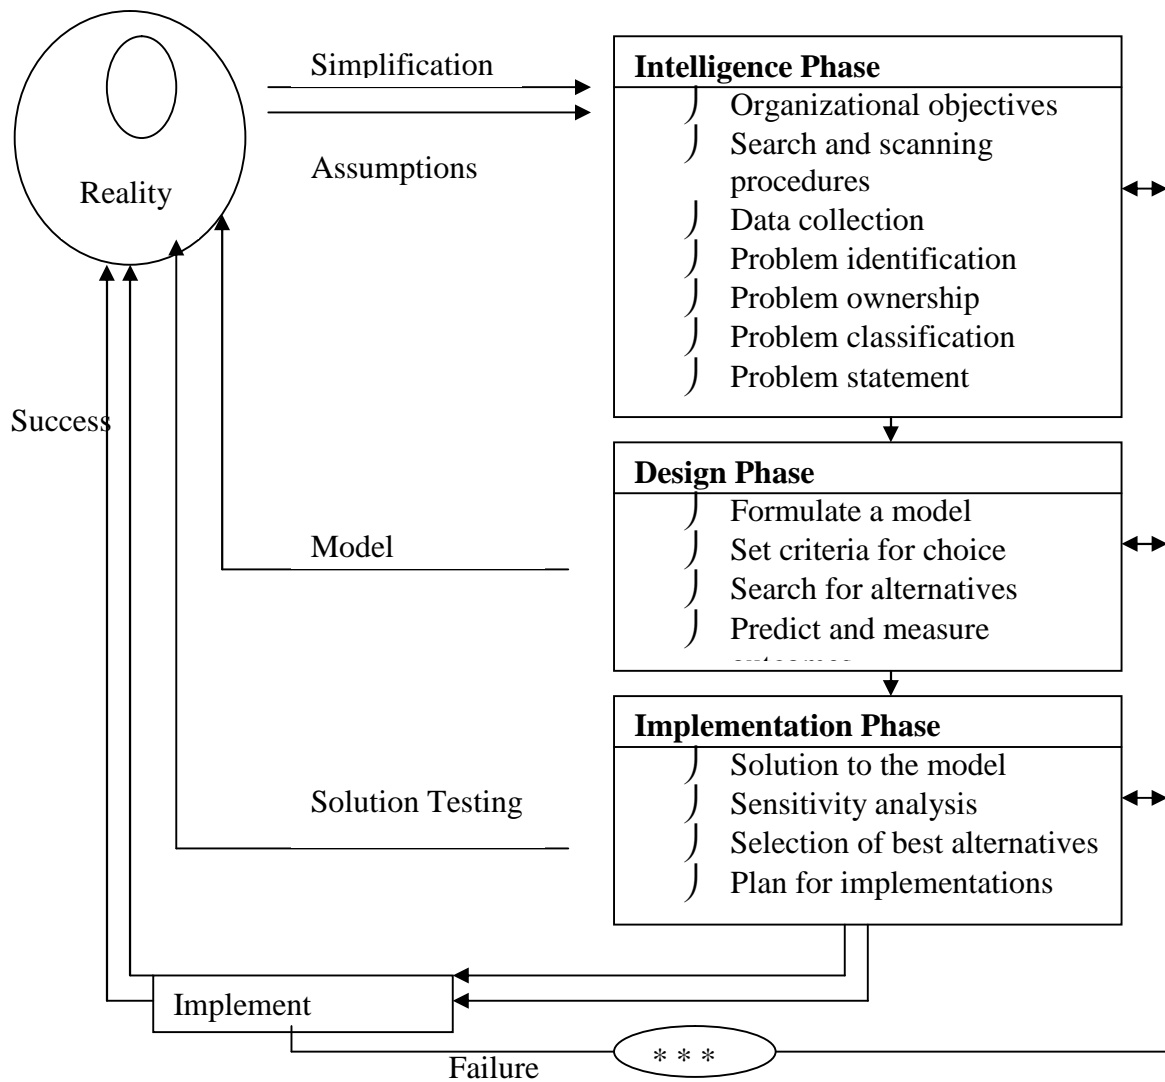 Simplification
Assumptions
Reality
Intelligence Phase
Organizational objectives
Search and scanning
procedures
Data collection
Problem identification
Problem ownership
Problem classification
Problem statement
Success
Design Phase
Formulate a model
Set criteria for choice
Search for alternatives
Predict and measure
Model
Implementation Phase
Solution to the model
Sensitivity analysis
Selection of best alternatives
Plan for implementations
Solution Testing
Implement
Failure
* * *